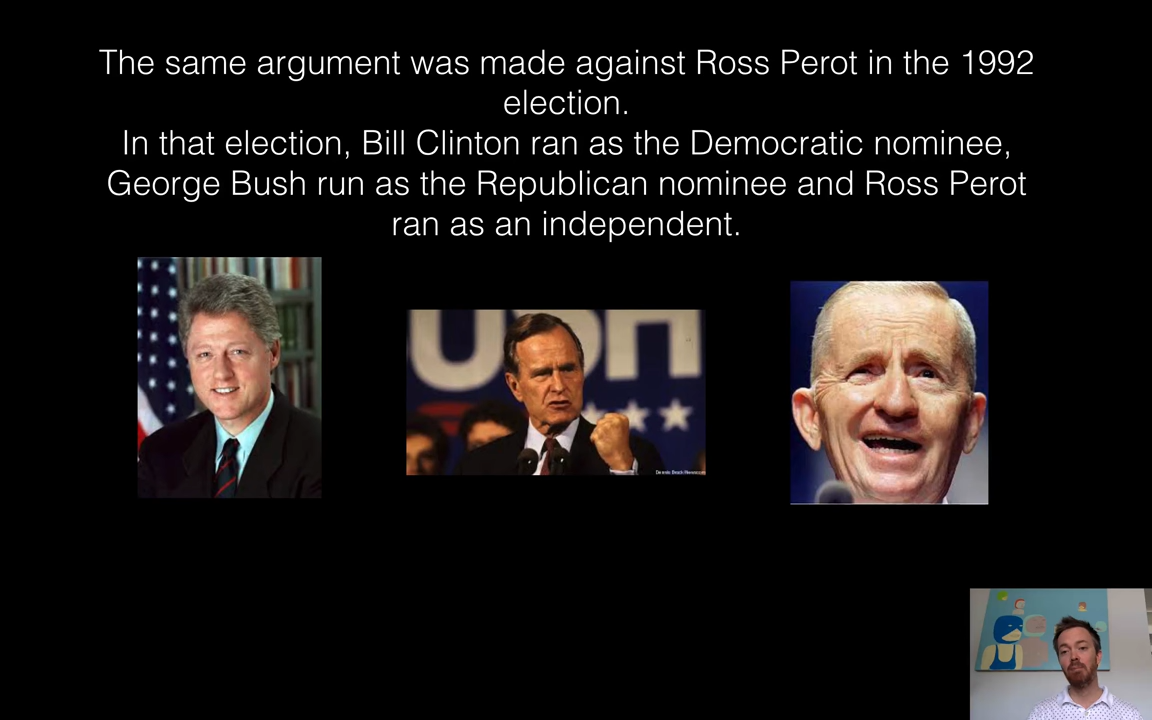 The same argument was made against Ross Perot in the 1992
election.
In that election, Bill Clinton ran as the Democratic nominee,
George Bush run as the Republican nominee and Ross Perot
ran as an independent.
USH